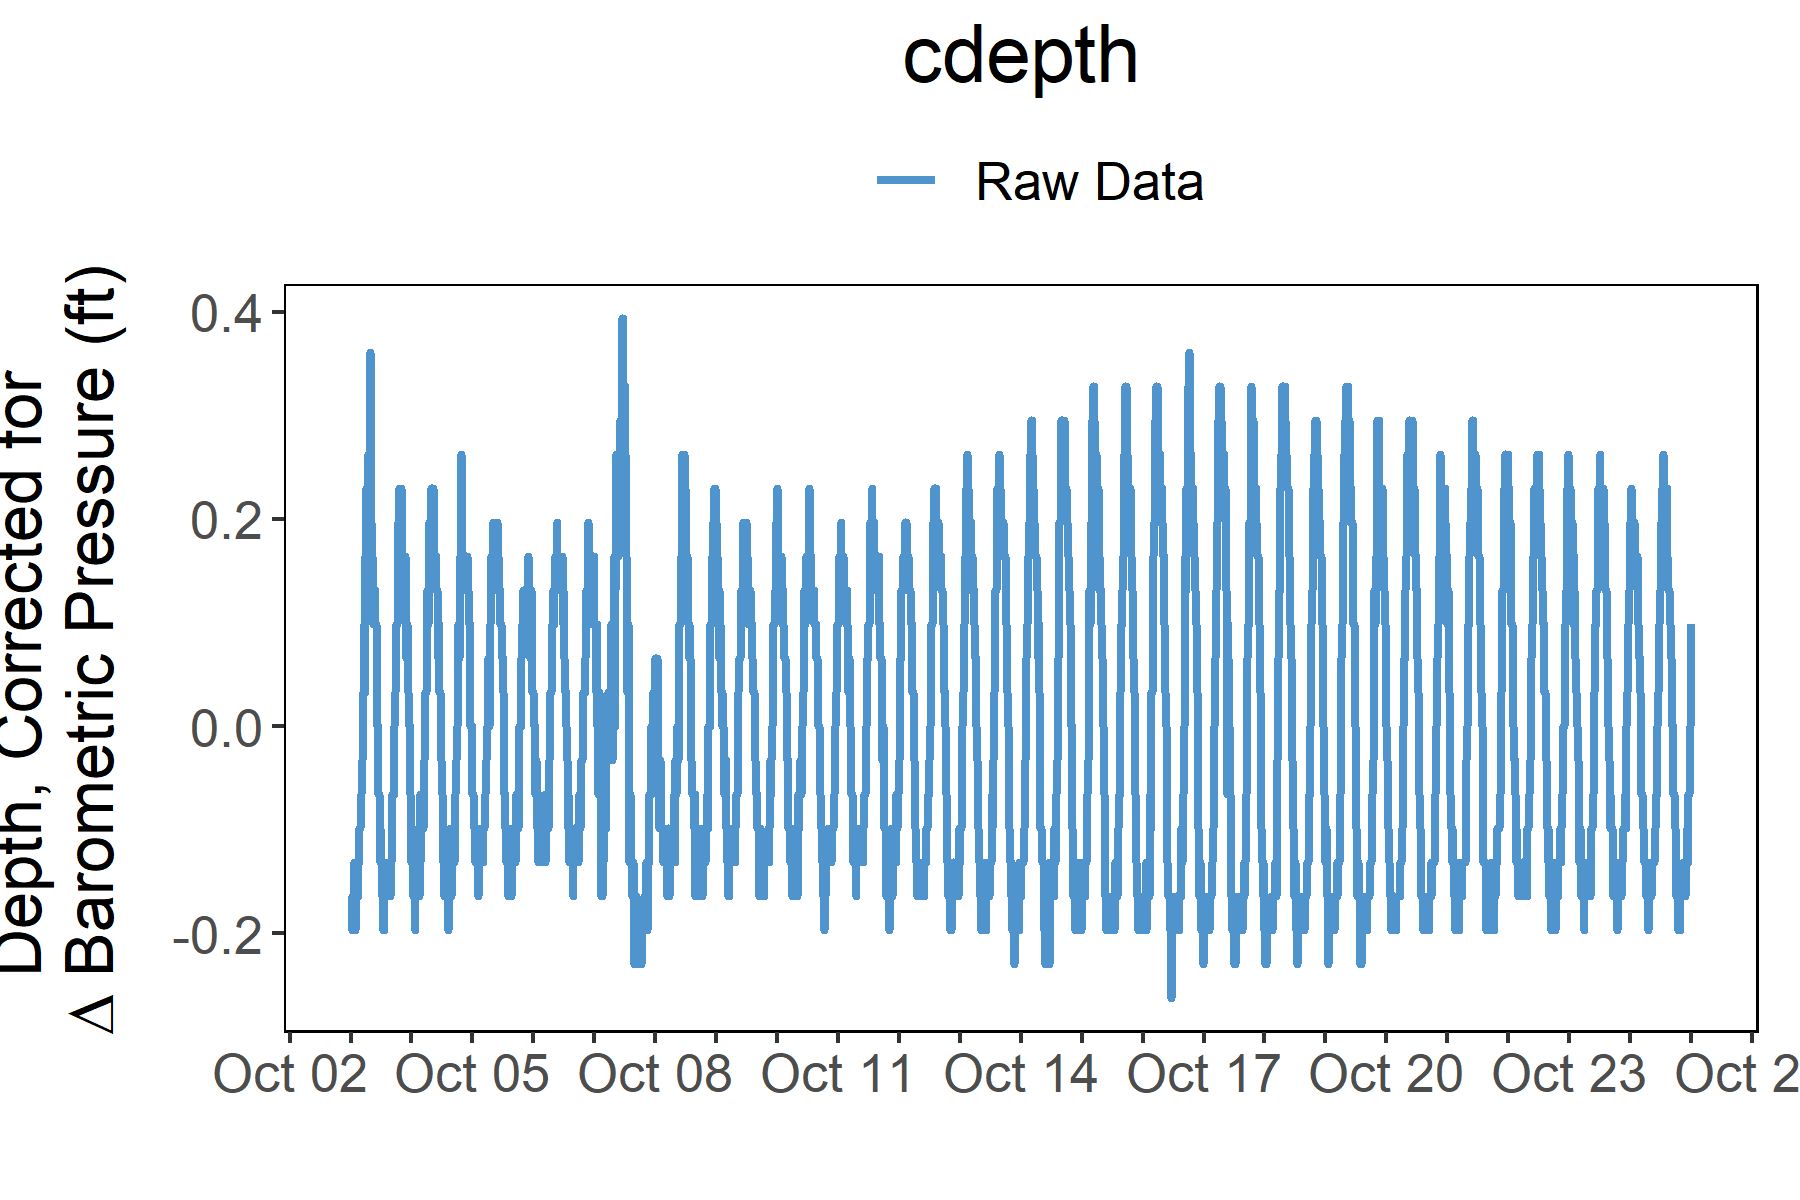 cdepth
Raw Data
Depth, Corrected for
Δ Barometric Pressure (ft)
0.4
0.2
0.0
-0.2
Oct 02 Oct 05 Oct 08 Oct 11 Oct 14 Oct 17 Oct 20 Oct 23 Oct 2